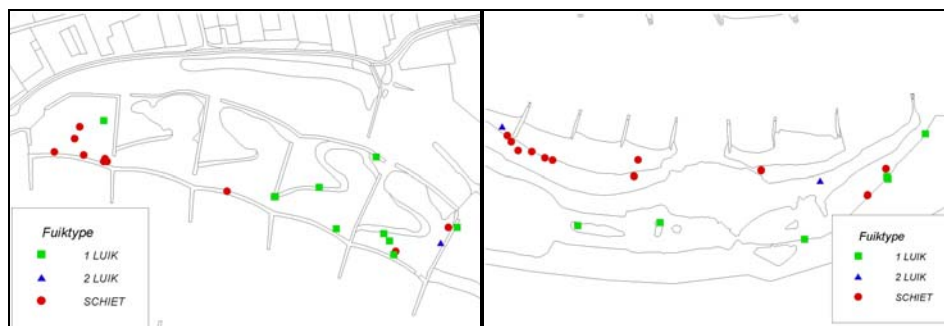 Fuiktype
1 LUIK
2 LUIK
SCHIET
Fuiktype
1 LUIK
2 LUIK
SCHIET